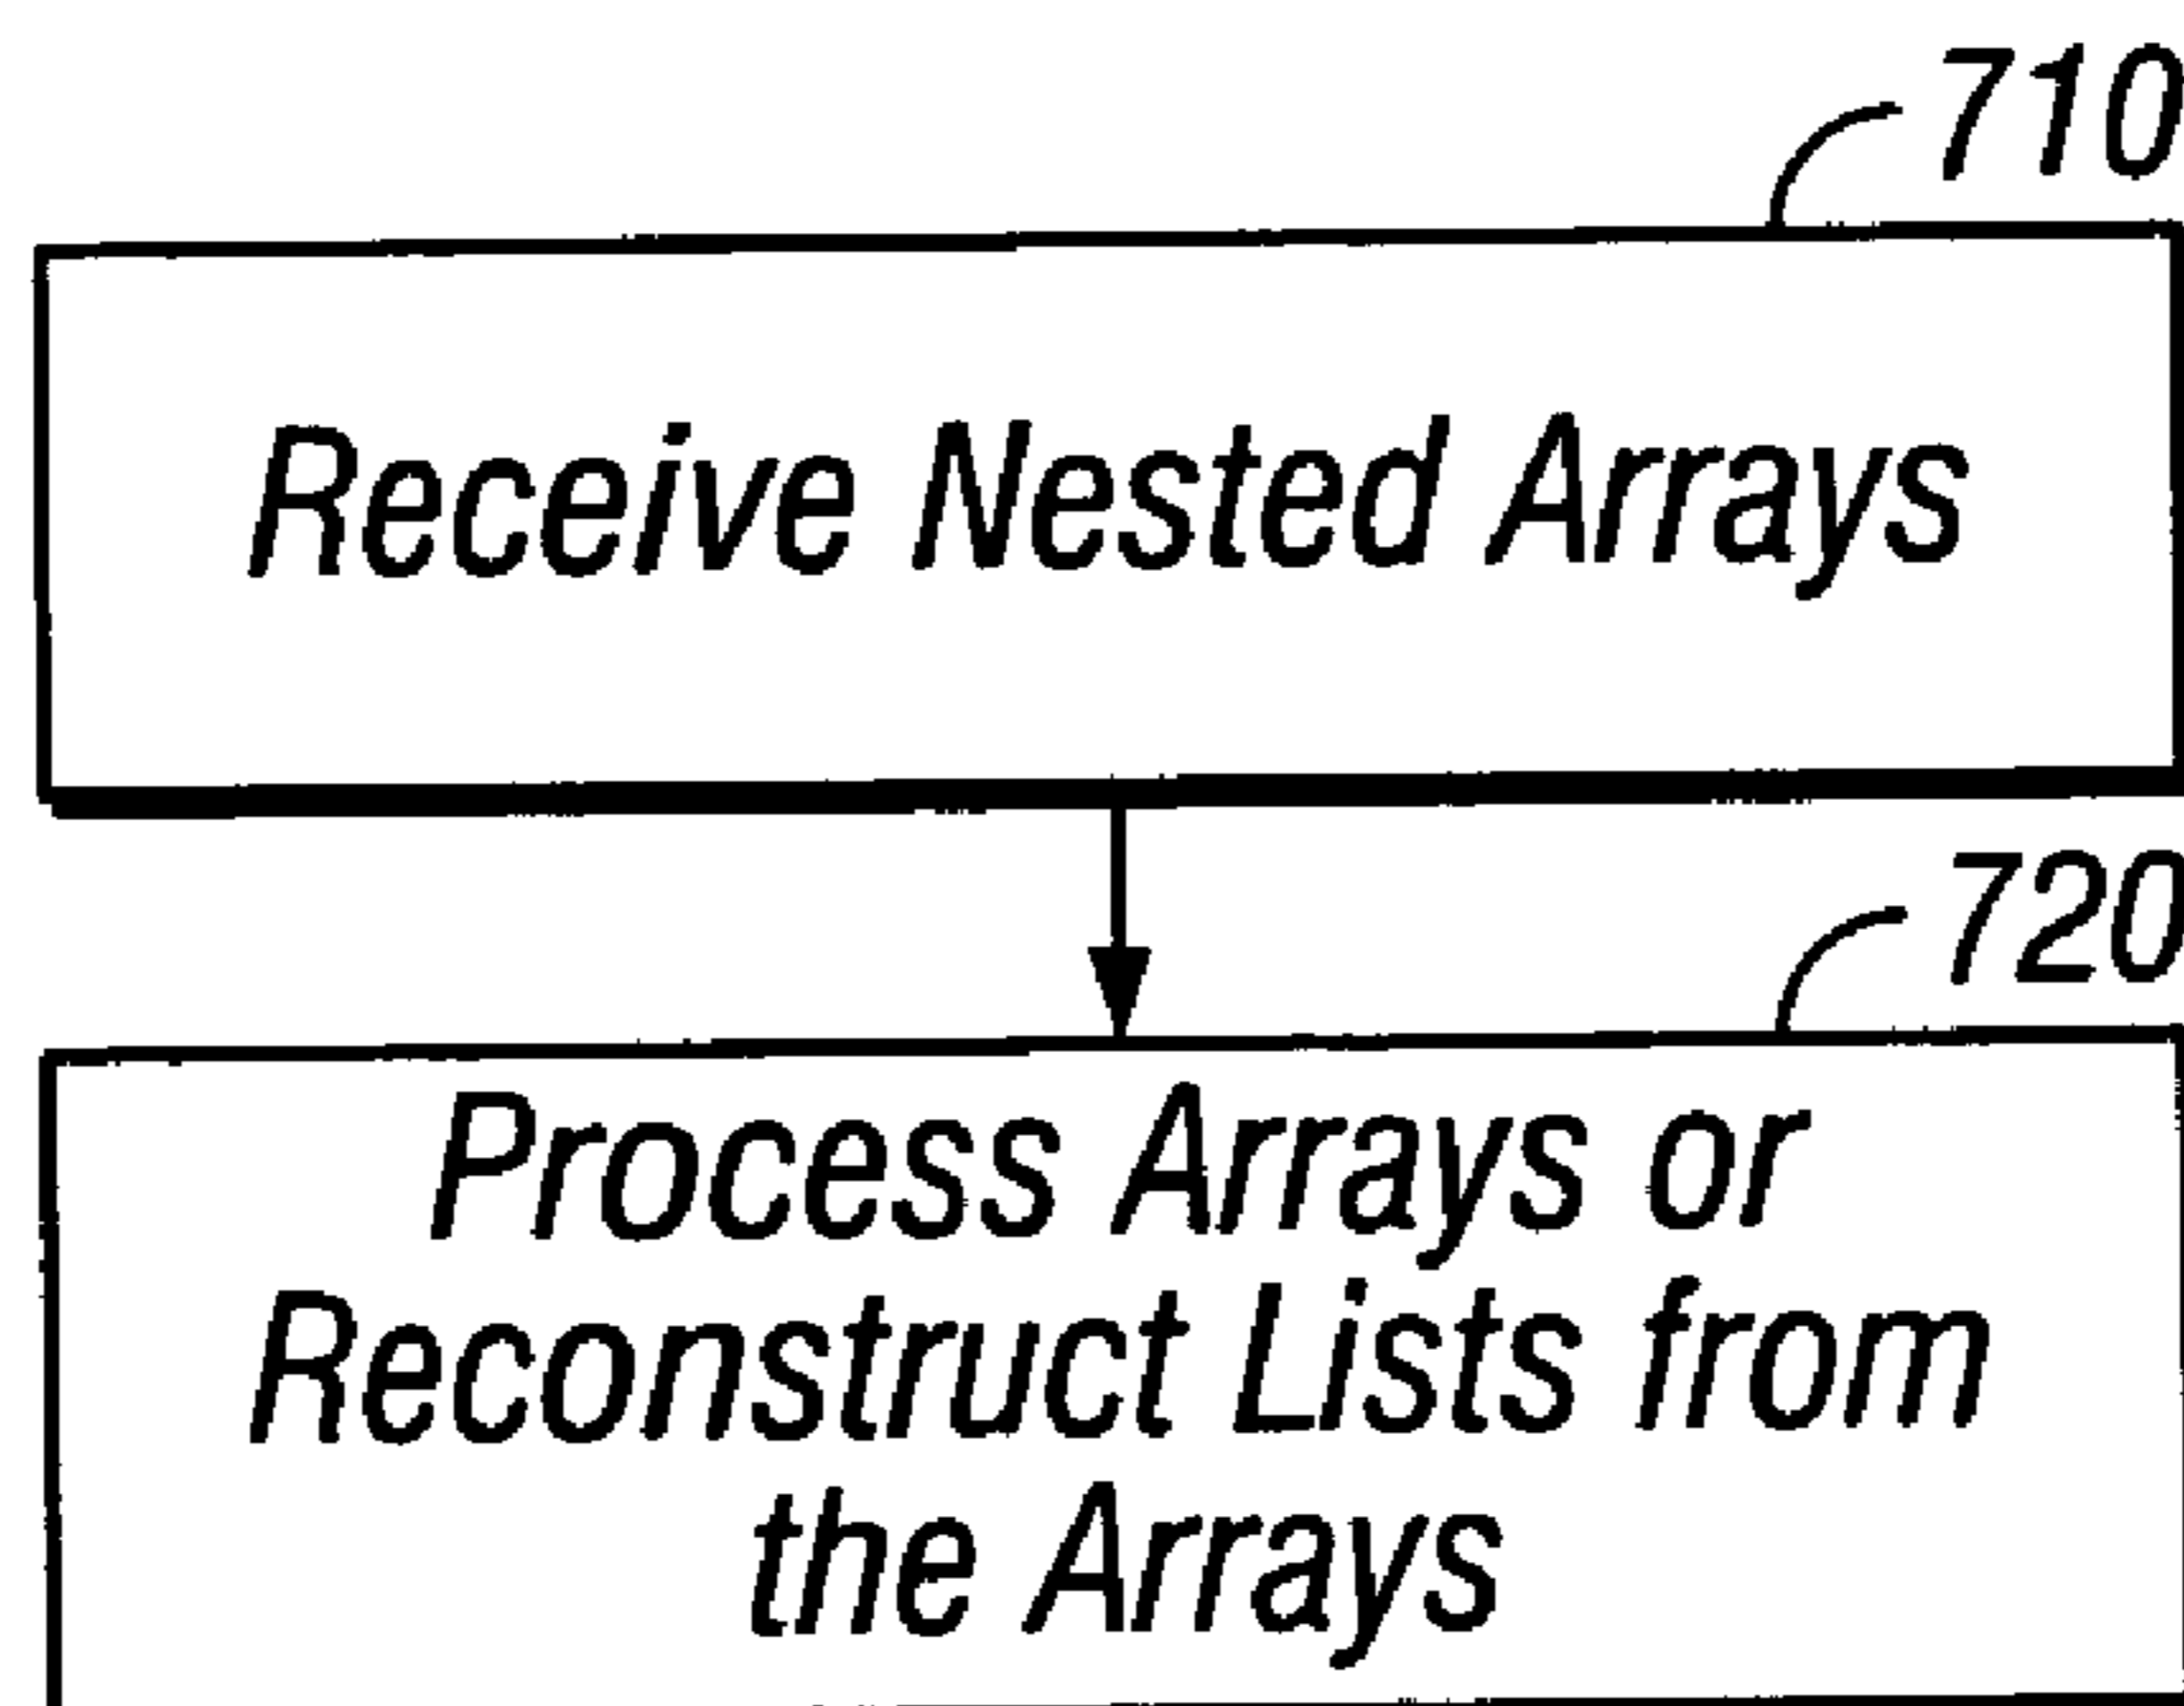 710
Receive Nested Arrays
720
Process Arrays or
Reconstruct Lists from
the Arrays